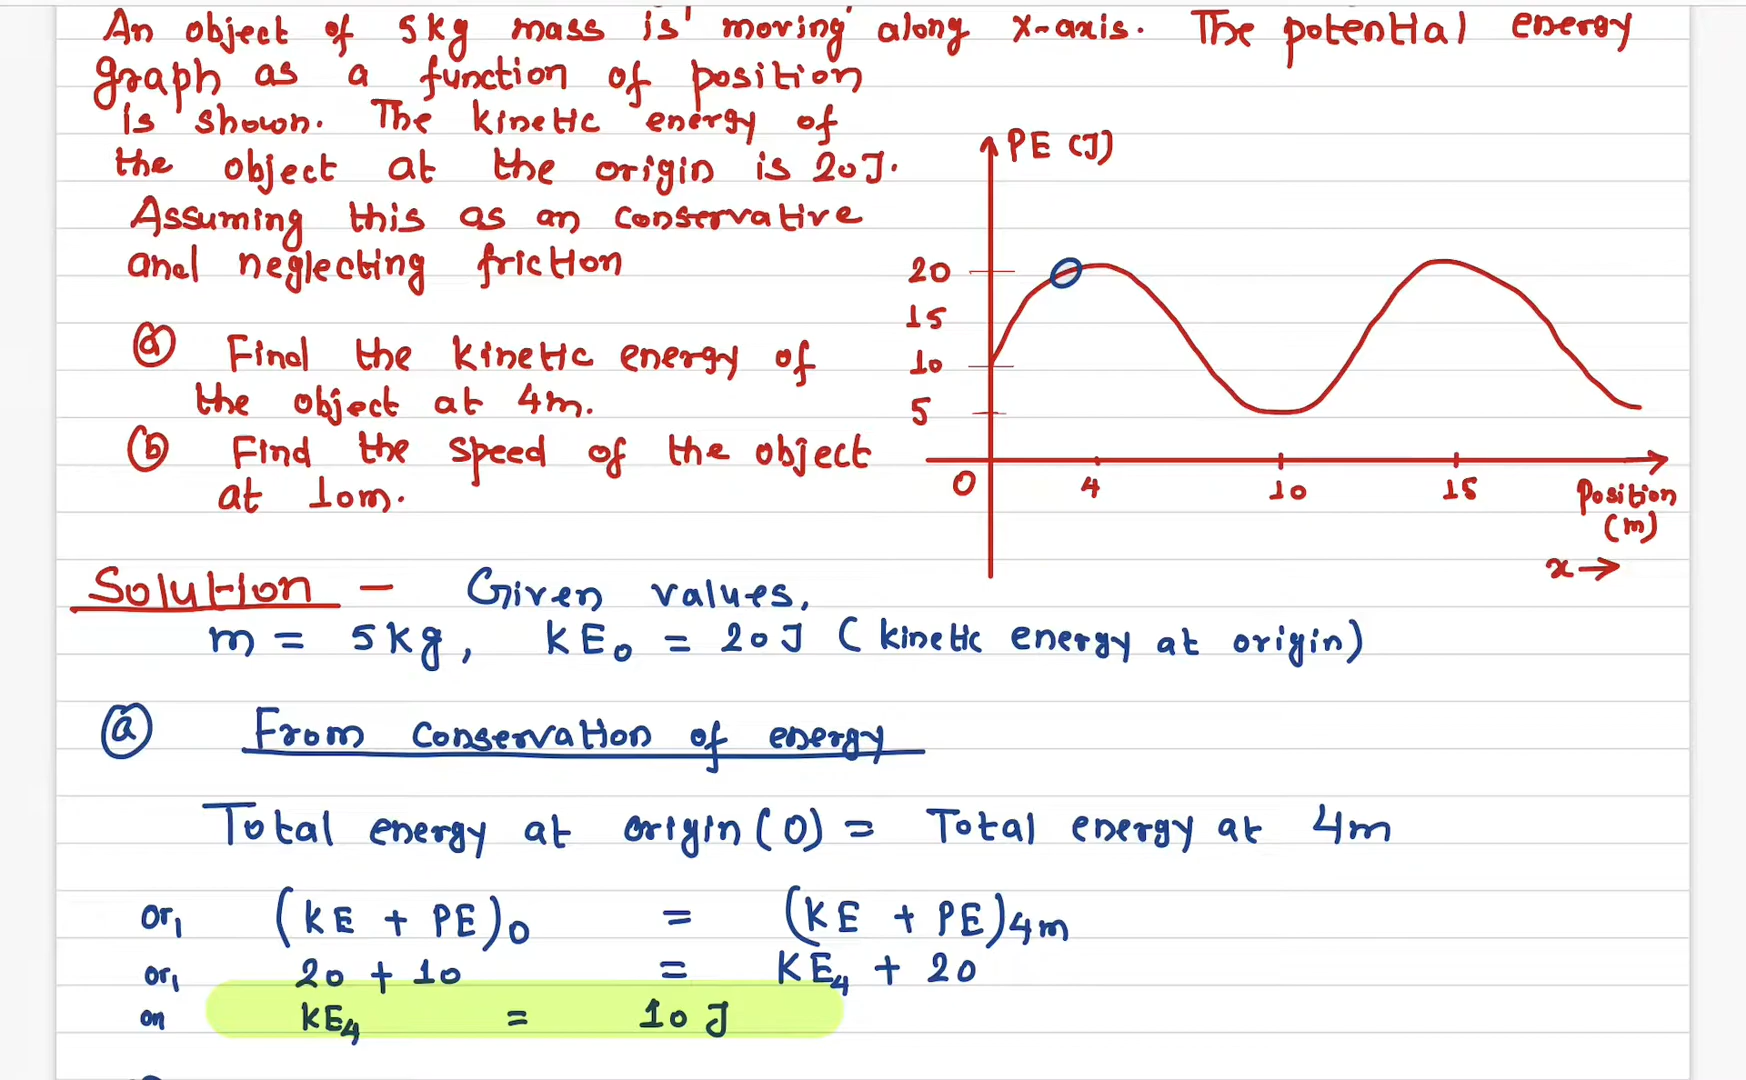 An object of 5kg mass is moving along x-axis. The potential energy
graph as a function of position
is shown. The kinetic energy of
the object at the origin is 20J.
Assuming this as an conservative
and neglecting friction
(a) Find the kinetic energy of
the object at 4m.
(b) Find the speed of the object
at 10m.
PE (J)
20
15
10
5
0
4
10
15
Position
(m)
x →
Solution - Given values,
m = 5kg, KE₀ = 20J (kinetic energy at origin)
(a) From conservation of energy
Total energy at origin (0) = Total energy at 4m
or, (KE + PE)₀ = (KE + PE)₄ₘ
or, 20 + 10 = KE₄ + 20
or KE₄ = 10 J